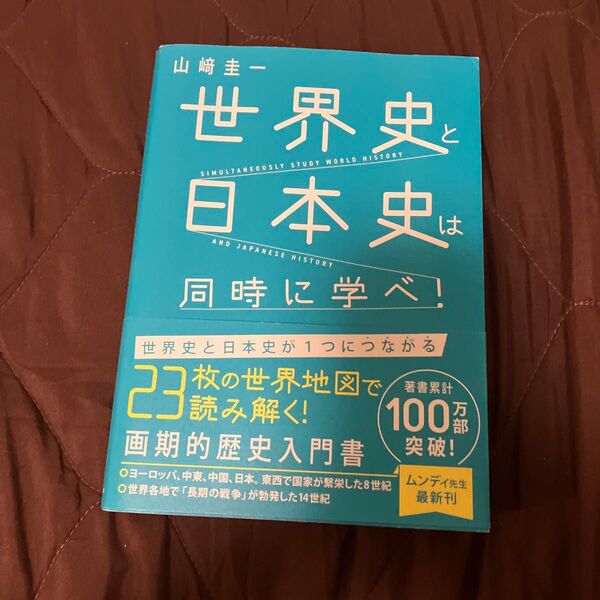 山﨑圭一
世界史と
SIMULTANEOUSLY STUDY WORLD HISTORY
日本史は
AND JAPANESE HISTORY
同時に学べ!
世界史と日本史が1つにつながる
23枚の世界地図で
読み解く!
画期的歴史入門書
著書累計
100万部
突破!
ヨーロッパ、中東、中国、日本。東西で国家が繁栄した8世紀
世界各地で「長期の戦争」が勃発した14世紀
ムンディ先生
最新刊